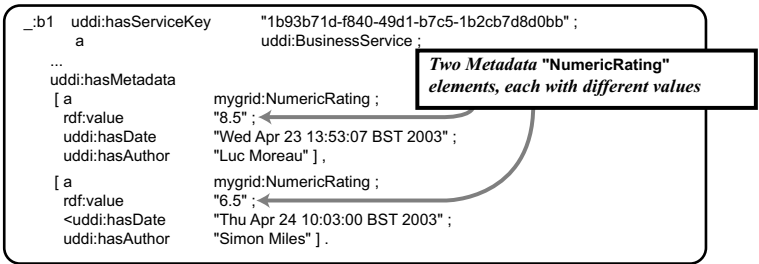 _:b1 uddi:hasServiceKey "1b93b71d-f840-49d1-b7c5-1b2cb7d8d0bb" ;
a uddi:BusinessService ;
...
Two Metadata "NumericRating"
elements, each with different values
uddi:hasMetadata
[ a mygrid:NumericRating ;
rdf:value "8.5" ;
uddi:hasDate "Wed Apr 23 13:53:07 BST 2003" ;
uddi:hasAuthor "Luc Moreau" ] ,
[ a mygrid:NumericRating ;
rdf:value "6.5" ;
<uddi:hasDate "Thu Apr 24 10:03:00 BST 2003" ;
uddi:hasAuthor "Simon Miles" ] .